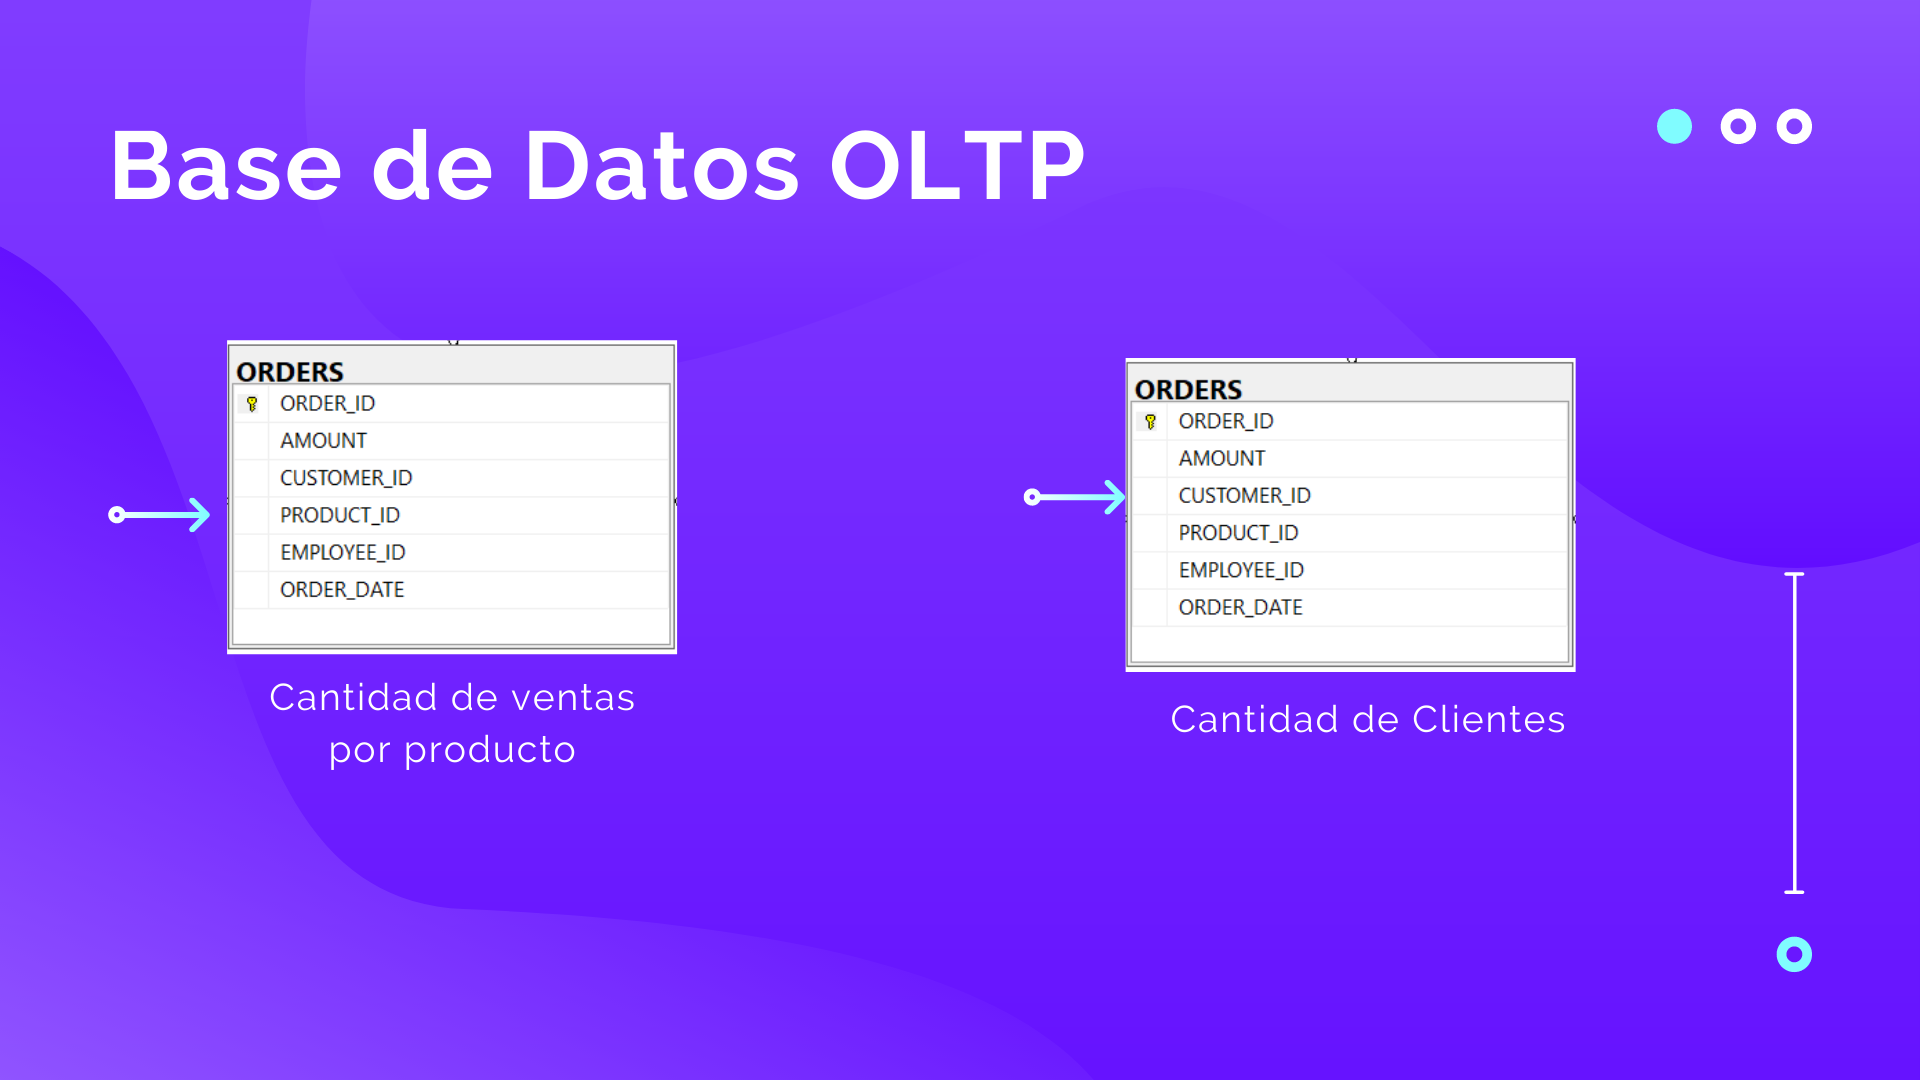 Base de Datos OLTP
ORDERS
ORDER_ID
AMOUNT
CUSTOMER_ID
PRODUCT_ID
EMPLOYEE_ID
ORDER_DATE
Cantidad de ventas
por producto
ORDERS
ORDER_ID
AMOUNT
CUSTOMER_ID
PRODUCT_ID
EMPLOYEE_ID
ORDER_DATE
Cantidad de Clientes